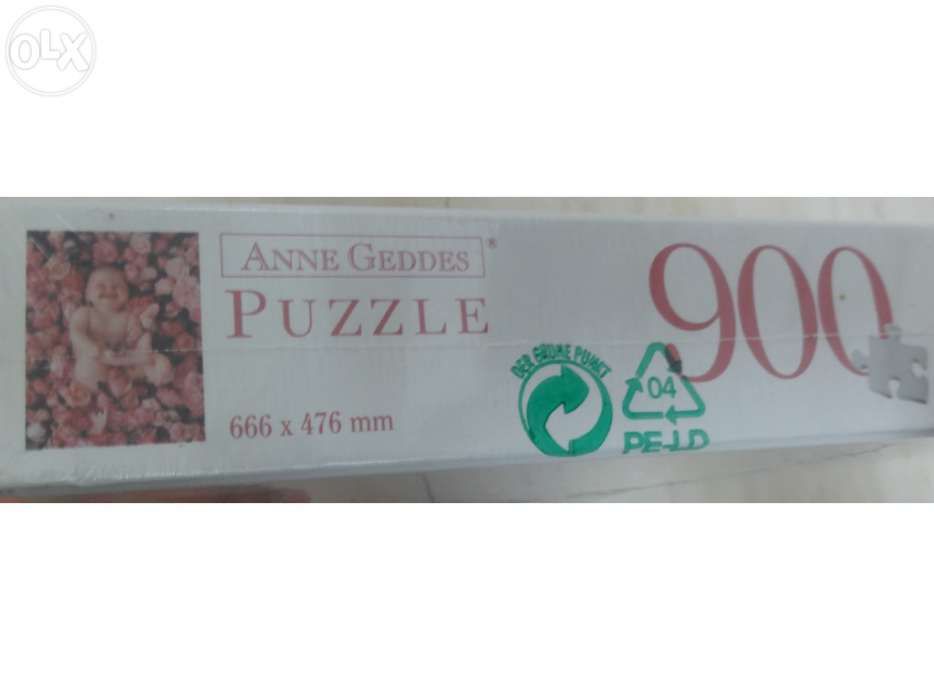 OLX
ANNE GEDDES®
PUZZLE
900
666 x 476 mm
DER GRÜNE PUNKT
04
PE-LD